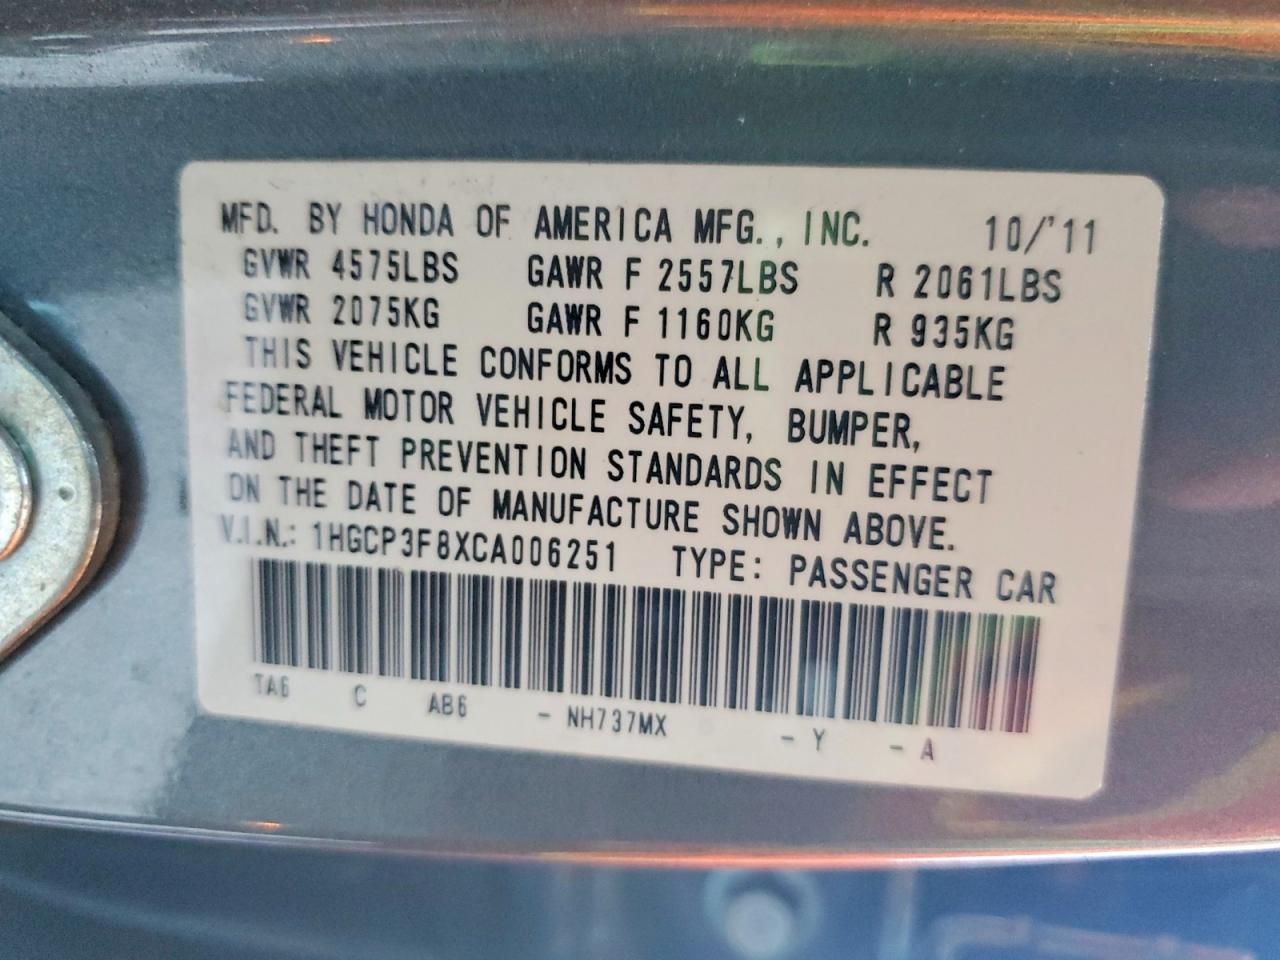 MFD. BY HONDA OF AMERICA MFG., INC. 10/'11
GVWR 4575LBS GAWR F 2557LBS R 2061LBS
GVWR 2075KG GAWR F 1160KG R 935KG
THIS VEHICLE CONFORMS TO ALL APPLICABLE
FEDERAL MOTOR VEHICLE SAFETY, BUMPER,
AND THEFT PREVENTION STANDARDS IN EFFECT
ON THE DATE OF MANUFACTURE SHOWN ABOVE.
V.I.N.: 1HGCP3F8XCA006251 TYPE: PASSENGER CAR
TA6 C AB6 - NH737MX - Y - A